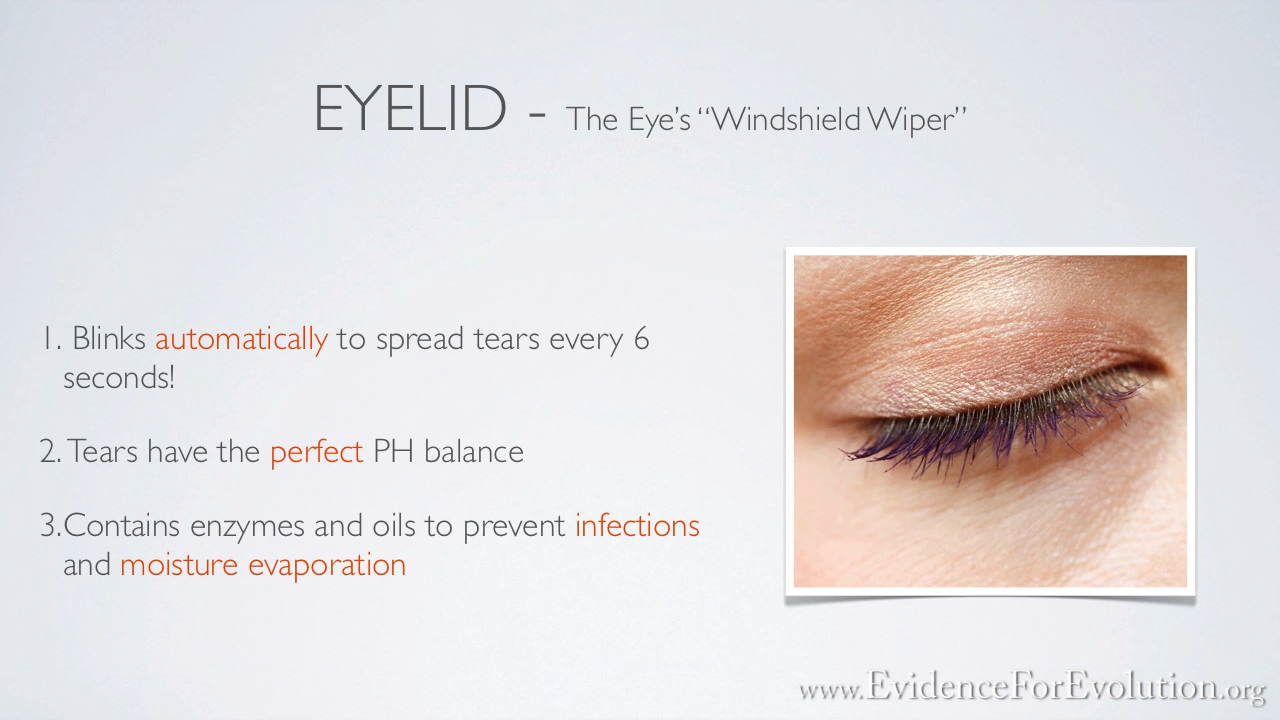 EYELID - The Eye's “Windshield Wiper”
1. Blinks automatically to spread tears every 6
seconds!
2. Tears have the perfect PH balance
3.Contains enzymes and oils to prevent infections
and moisture evaporation
www.EvidenceForEvolution.org